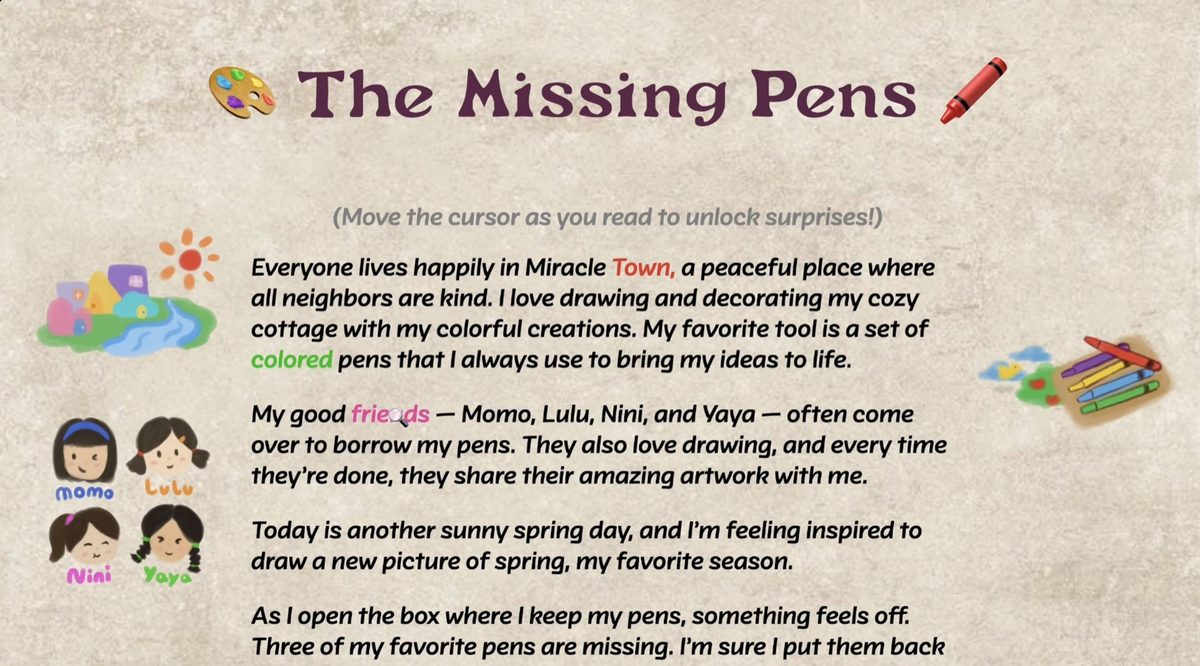 The Missing Pens
(Move the cursor as you read to unlock surprises!)
Everyone lives happily in Miracle Town, a peaceful place where
all neighbors are kind. I love drawing and decorating my cozy
cottage with my colorful creations. My favorite tool is a set of
colored pens that I always use to bring my ideas to life.
My good friends — Momo, Lulu, Nini, and Yaya — often come
over to borrow my pens. They also love drawing, and every time
they're done, they share their amazing artwork with me.
momo LuLu
Nini Yaya
Today is another sunny spring day, and I'm feeling inspired to
draw a new picture of spring, my favorite season.
As I open the box where I keep my pens, something feels off.
Three of my favorite pens are missing. I'm sure I put them back